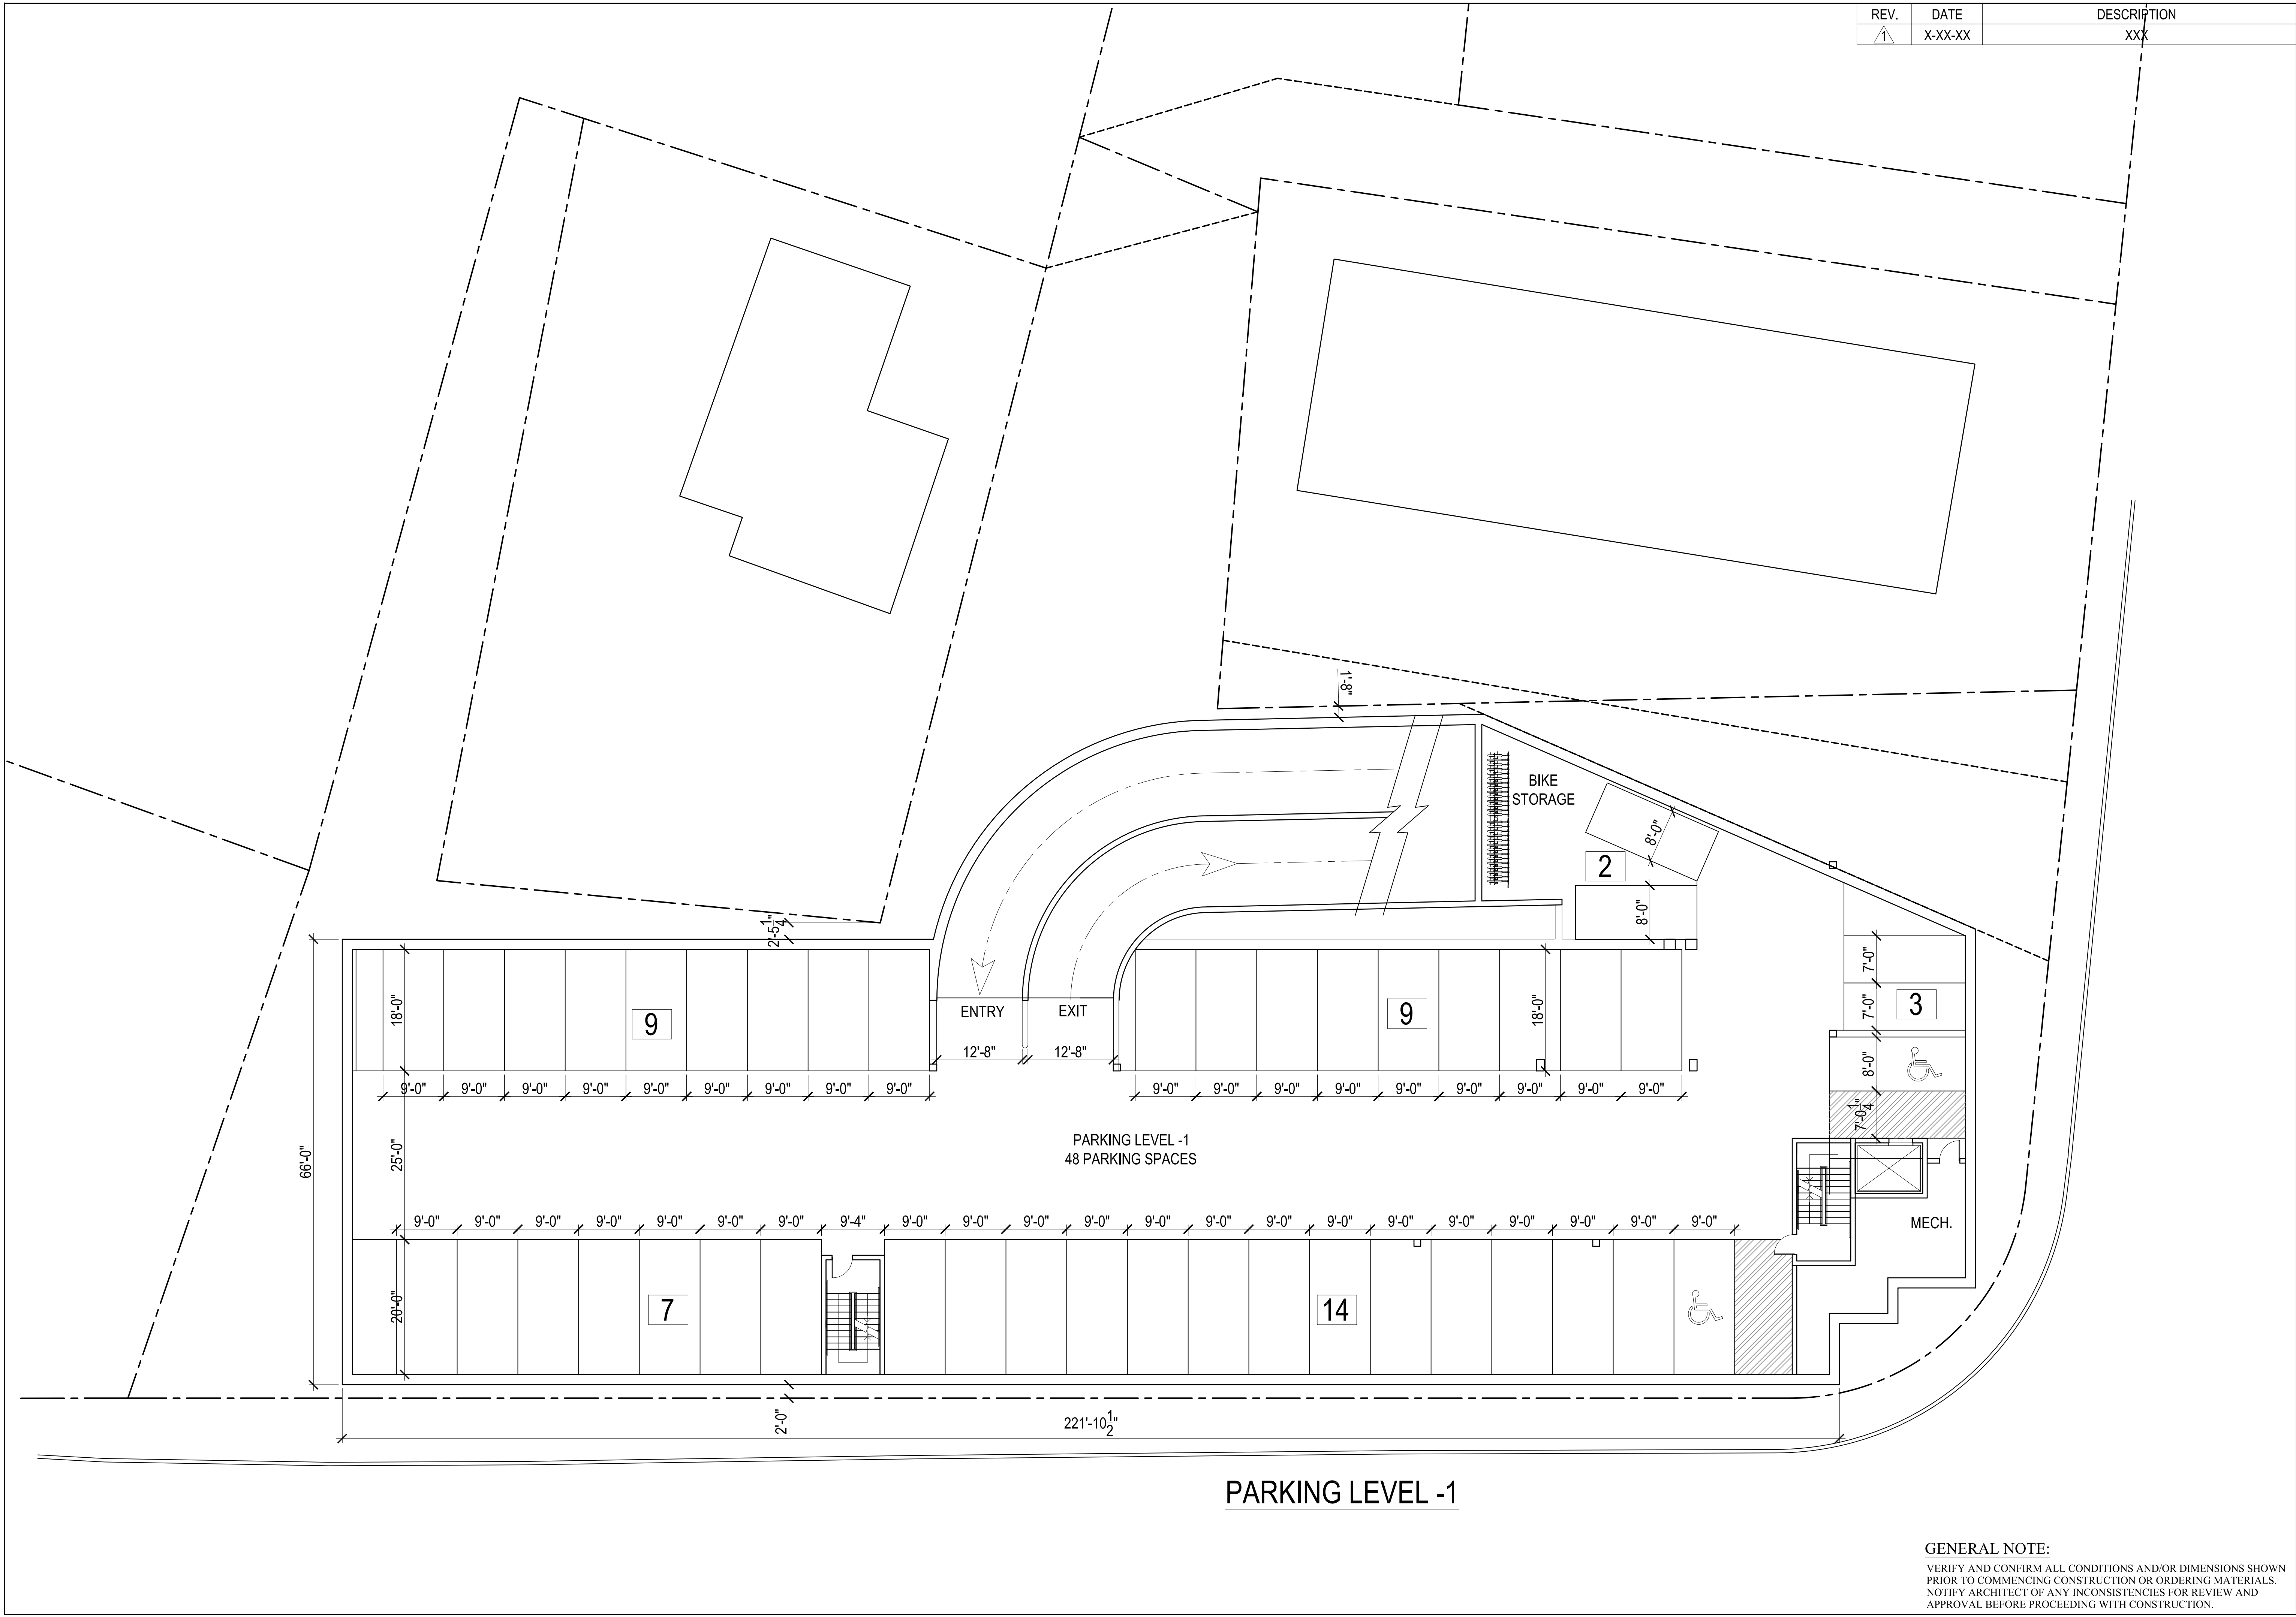 REV. DATE DESCRIPTION
1 X-XX-XX XXX
1'-8"
BIKE
STORAGE
8'-0"
2
8'-0"
2'-5 1/4"
18'-0"
9
ENTRY
EXIT
12'-8"
12'-8"
9
18'-0"
7'-0"
7'-0"
3
8'-0"
7'-0 1/4"
9'-0" 9'-0" 9'-0" 9'-0" 9'-0" 9'-0" 9'-0" 9'-0" 9'-0"
9'-0" 9'-0" 9'-0" 9'-0" 9'-0" 9'-0" 9'-0" 9'-0" 9'-0"
66'-0"
25'-0"
PARKING LEVEL -1
48 PARKING SPACES
9'-0" 9'-0" 9'-0" 9'-0" 9'-0" 9'-0" 9'-0" 9'-4" 9'-0" 9'-0" 9'-0" 9'-0" 9'-0" 9'-0" 9'-0" 9'-0" 9'-0" 9'-0" 9'-0" 9'-0" 9'-0" 9'-0"
MECH.
20'-0"
7
14
2'-0"
221'-10 1/2"
PARKING LEVEL -1
GENERAL NOTE:
VERIFY AND CONFIRM ALL CONDITIONS AND/OR DIMENSIONS SHOWN
PRIOR TO COMMENCING CONSTRUCTION OR ORDERING MATERIALS.
NOTIFY ARCHITECT OF ANY INCONSISTENCIES FOR REVIEW AND
APPROVAL BEFORE PROCEEDING WITH CONSTRUCTION.